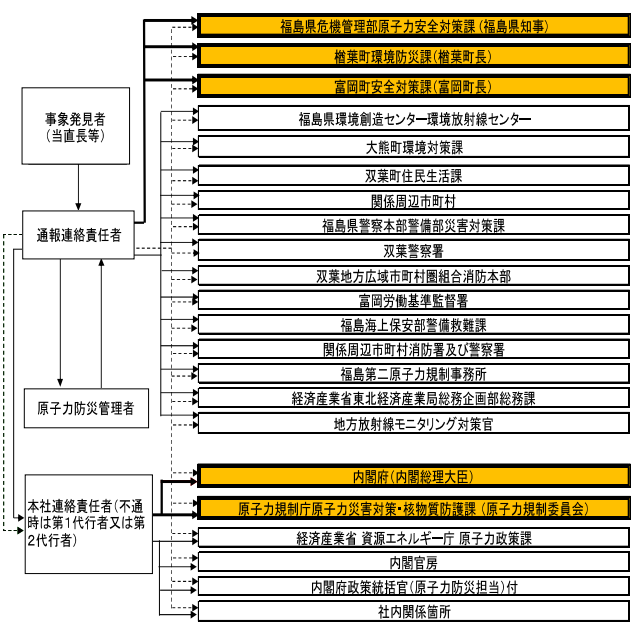 福島県危機管理部原子力安全対策課(福島県知事)
楢葉町環境防災課(楢葉町長)
富岡町安全対策課(富岡町長)
事象発見者
(当直長等)
福島県環境創造センター環境放射線センター
大熊町環境対策課
双葉町住民生活課
関係周辺市町村
通報連絡責任者
福島県警察本部警備部災害対策課
双葉警察署
双葉地方広域市町村圏組合消防本部
富岡労働基準監督署
福島海上保安部警備救難課
関係周辺市町村消防署及び警察署
福島第二原子力規制事務所
経済産業省東北経済産業局総務企画部総務課
原子力防災管理者
地方放射線モニタリング対策官
内閣府(内閣総理大臣)
本社連絡責任者(不通
時は第1代行者又は第
2代行者)
原子力規制庁原子力災害対策・核物質防護課(原子力規制委員会)
経済産業省 資源エネルギー庁 原子力政策課
内閣官房
内閣府政策統括官(原子力防災担当)付
社内関係箇所